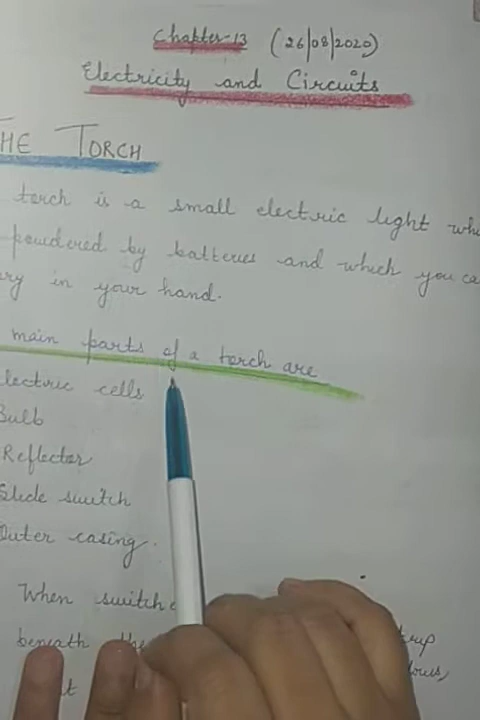 Chapter-13 (26/08/2020)
Electricity and Circuits
HE TORCH
torch is a small electric light wh
powdered by batteries and which you ca
ry in your hand.
main parts of a torch are
lectric cells
Bulb
Reflector
Slide switch
Outer casing.
When switch
beneath the